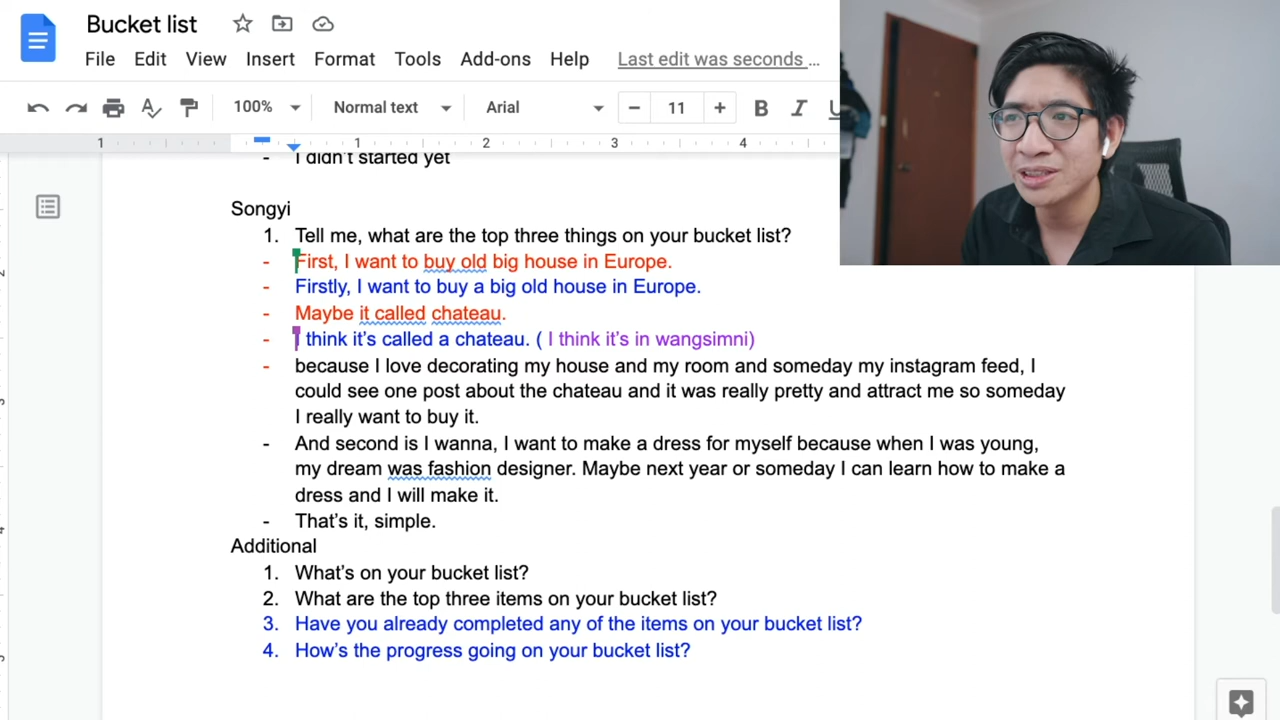 Bucket list
File Edit View Insert Format Tools Add-ons Help Last edit was seconds ...
100% Normal text Arial − 11 + B I U
1 1 2 3 4
- I didn't started yet
Songyi
1. Tell me, what are the top three things on your bucket list?
- First, I want to buy old big house in Europe.
- Firstly, I want to buy a big old house in Europe.
- Maybe it called chateau.
- I think it's called a chateau. ( I think it's in wangsimni)
- because I love decorating my house and my room and someday my instagram feed, I
could see one post about the chateau and it was really pretty and attract me so someday
I really want to buy it.
- And second is I wanna, I want to make a dress for myself because when I was young,
my dream was fashion designer. Maybe next year or someday I can learn how to make a
dress and I will make it.
- That's it, simple.
Additional
1. What's on your bucket list?
2. What are the top three items on your bucket list?
3. Have you already completed any of the items on your bucket list?
4. How's the progress going on your bucket list?